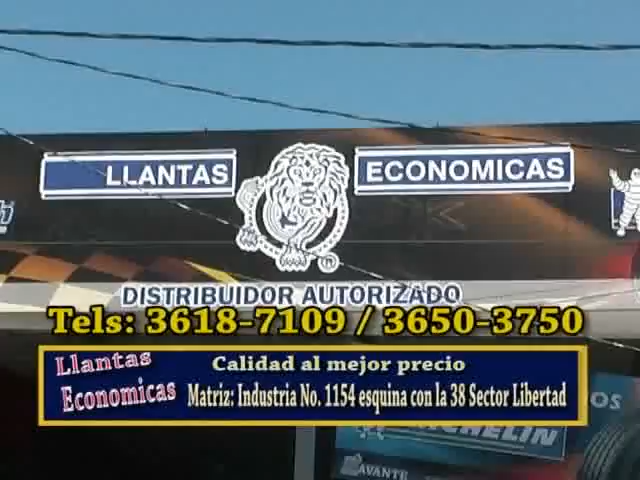 LLANTAS ECONOMICAS
®
DISTRIBUIDOR AUTORIZADO
Tels: 3618-7109 / 3650-3750
Llantas
Economicas
Calidad al mejor precio
Matriz: Industria No. 1154 esquina con la 38 Sector Libertad
OS
MICHELIN
AVANTE